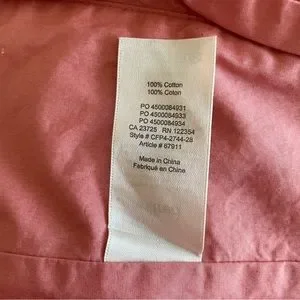 100% Cotton
100% Coton
PO 4500084931
PO 4500084933
PO 4500084934
CA 23725 RN 122354
Style # CFP4-2744-28
Article # 67911
Made in China
Fabriqué en China